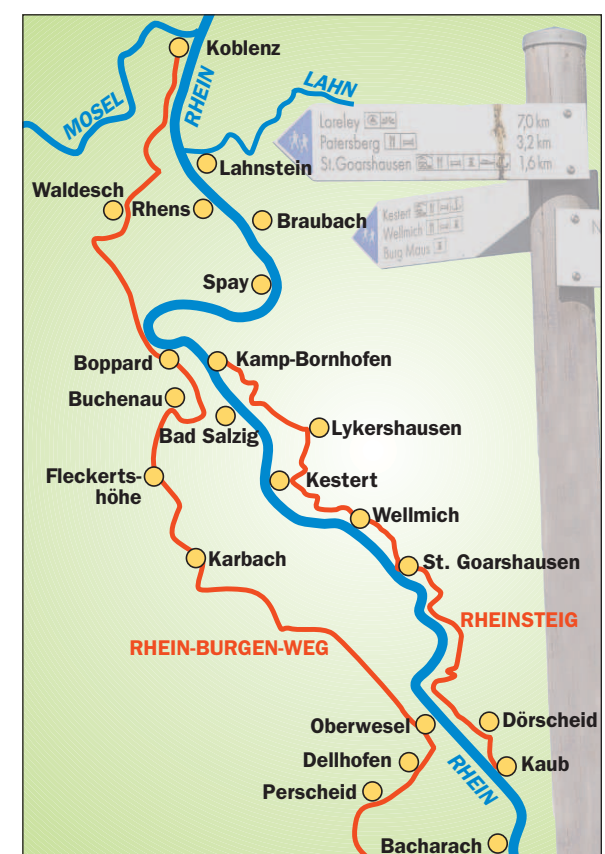 Koblenz
MOSEL
RHEIN
LAHN
Loreley 7,0 km
Patersberg 3,2 km
St.Goarshausen 1,6 km
Lahnstein
Waldesch
Rhens
Braubach
Kestert
Wellmich
Burg Maus
N
Spay
Boppard
Kamp-Bornhofen
Buchenau
Bad Salzig
Lykershausen
Fleckerts-
höhe
Kestert
Wellmich
Karbach
St. Goarshausen
RHEIN-BURGEN-WEG
RHEINSTEIG
Oberwesel
Dörscheid
Dellhofen
RHEIN
Kaub
Perscheid
Bacharach